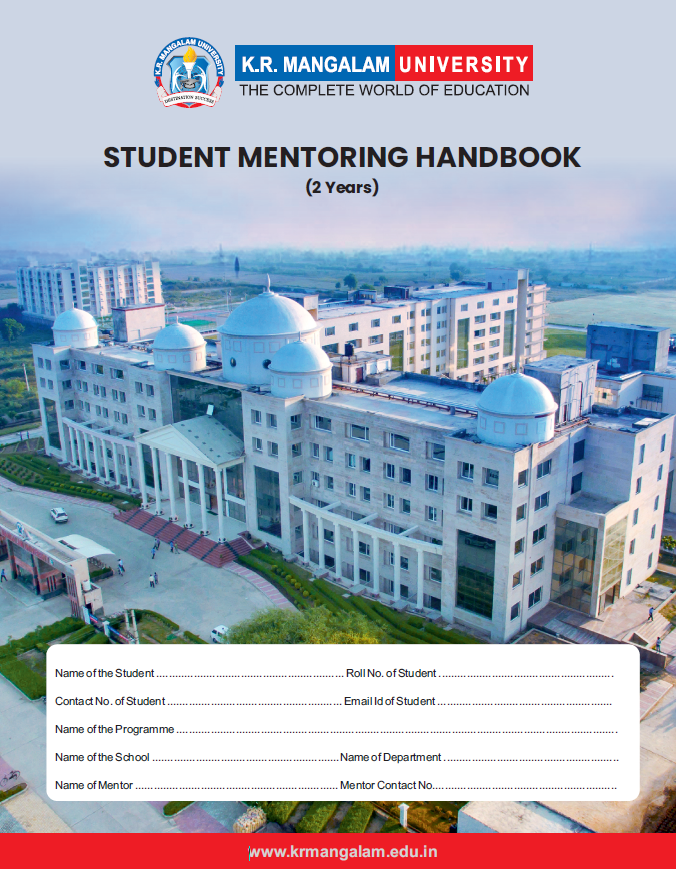 K.R. MANGALAM UNIVERSITY
DESTINATION SUCCESS
K.R. MANGALAM UNIVERSITY
THE COMPLETE WORLD OF EDUCATION
STUDENT MENTORING HANDBOOK
(2 Years)
Name of the Student ............................................................ Roll No. of Student ........................................................
Contact No. of Student ........................................................ Email Id of Student ........................................................
Name of the Programme ............................................................................................................................................
Name of the School ............................................................ Name of Department ........................................................
Name of Mentor ................................................................. Mentor Contact No...........................................................
www.krmangalam.edu.in